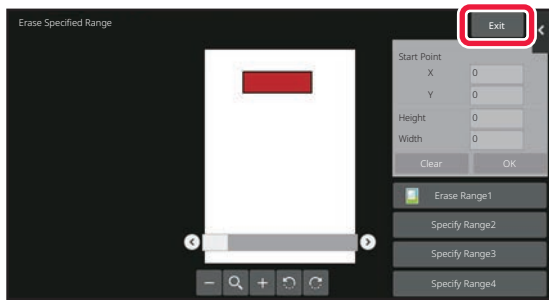 Erase Specified Range
Exit
Start Point
X 0
Y 0
Height 0
Width 0
Clear OK
Erase Range1
Specify Range2
Specify Range3
Specify Range4